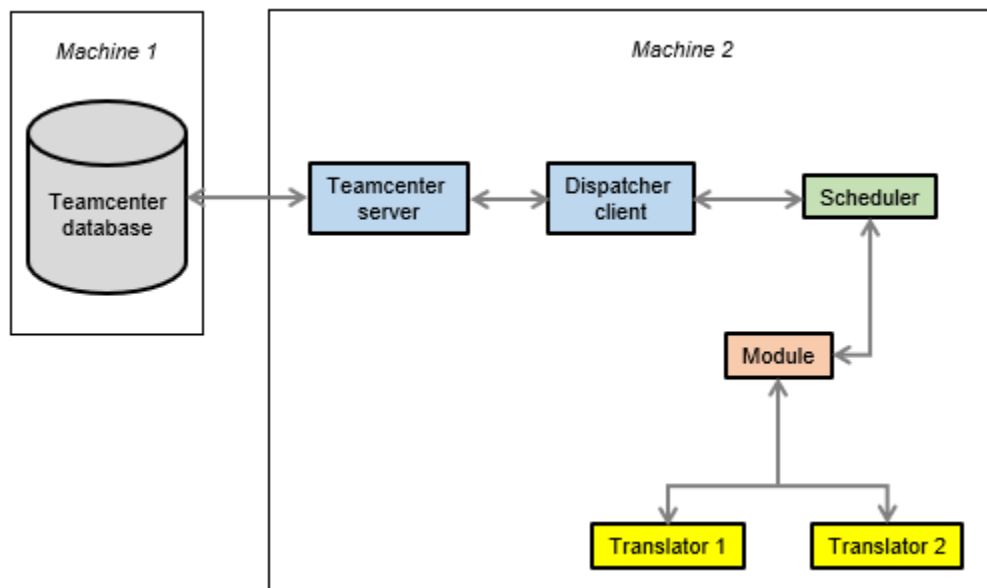 Machine 1
Machine 2
Teamcenter
database
Teamcenter
server
Dispatcher
client
Scheduler
Module
Translator 1
Translator 2